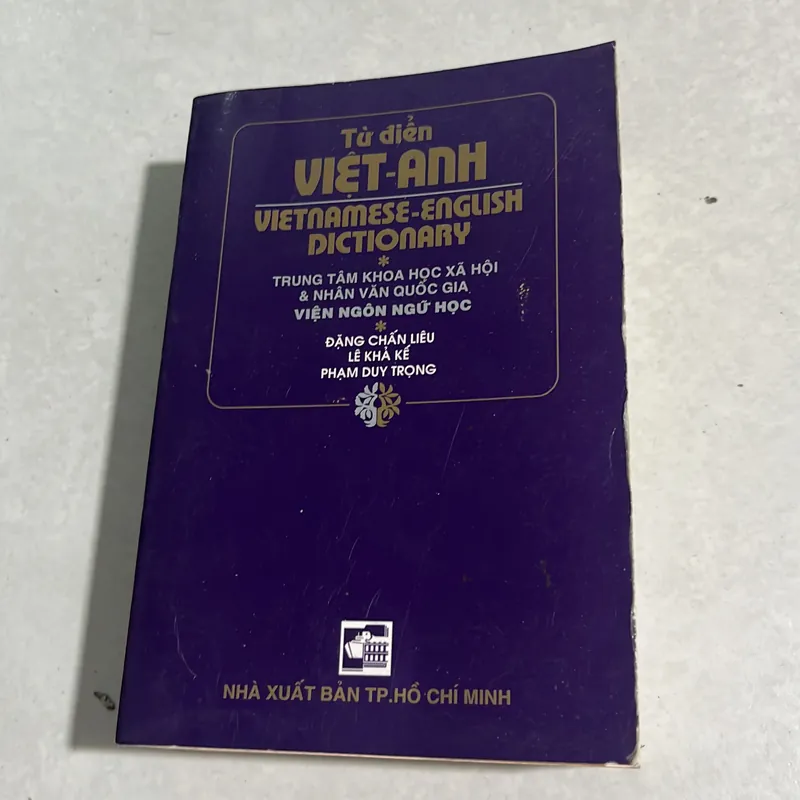 Từ điển
VIỆT-ANH
VIETNAMESE-ENGLISH
DICTIONARY
*
TRUNG TÂM KHOA HỌC XÃ HỘI
& NHÂN VĂN QUỐC GIA
VIỆN NGÔN NGỮ HỌC
*
ĐẶNG CHẤN LIÊU
LÊ KHẢ KẾ
PHẠM DUY TRỌNG
NHÀ XUẤT BẢN TP.HỒ CHÍ MINH